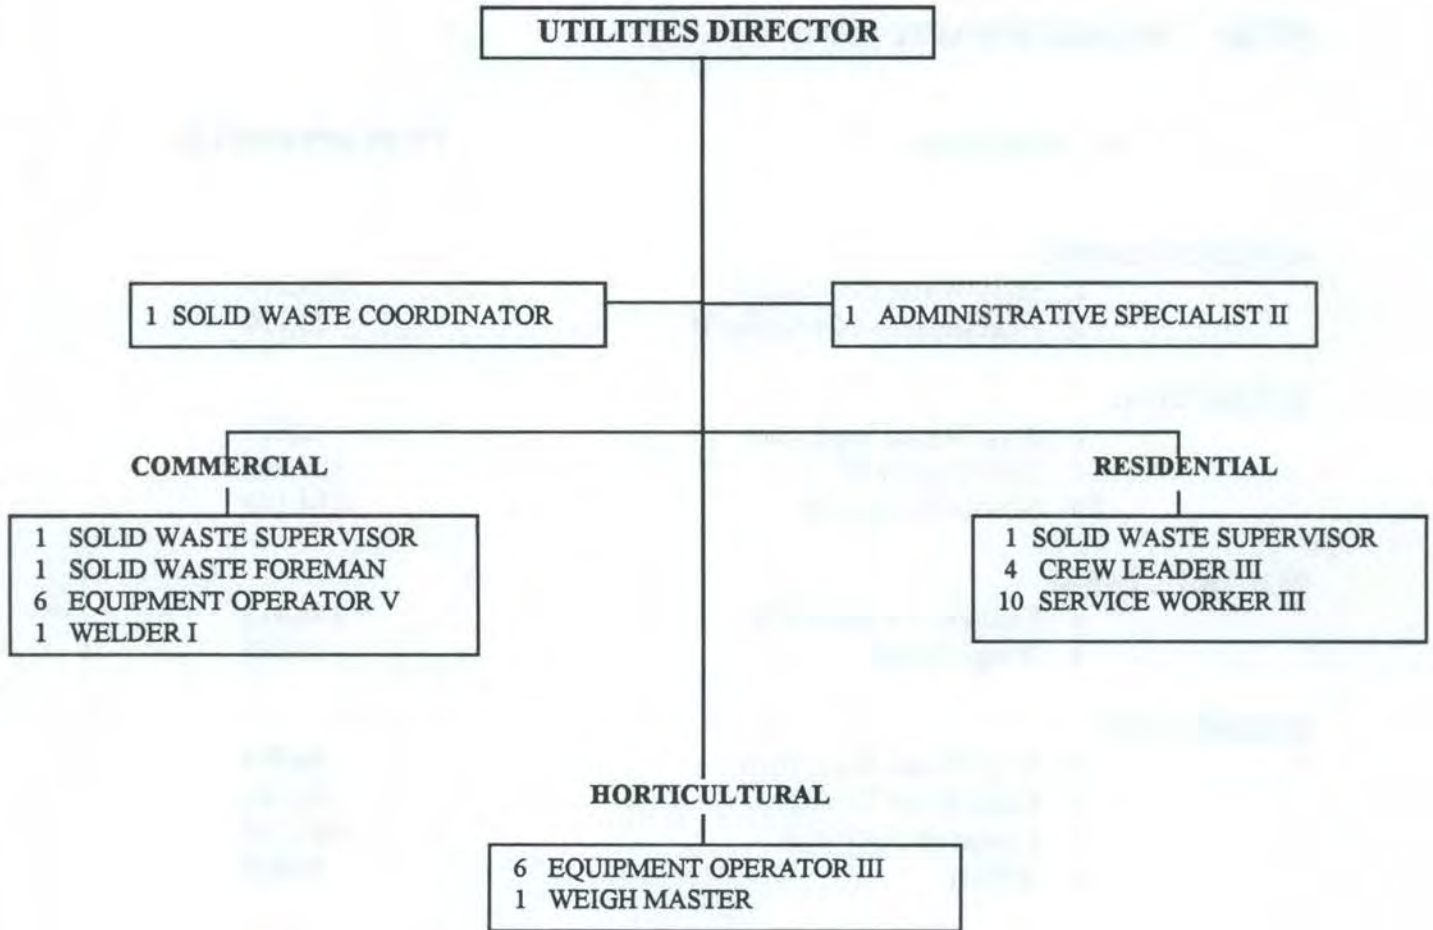 UTILITIES DIRECTOR
1 SOLID WASTE COORDINATOR
1 ADMINISTRATIVE SPECIALIST II
COMMERCIAL
RESIDENTIAL
1 SOLID WASTE SUPERVISOR
1 SOLID WASTE FOREMAN
6 EQUIPMENT OPERATOR V
1 WELDER I
1 SOLID WASTE SUPERVISOR
4 CREW LEADER III
10 SERVICE WORKER III
HORTICULTURAL
6 EQUIPMENT OPERATOR III
1 WEIGH MASTER